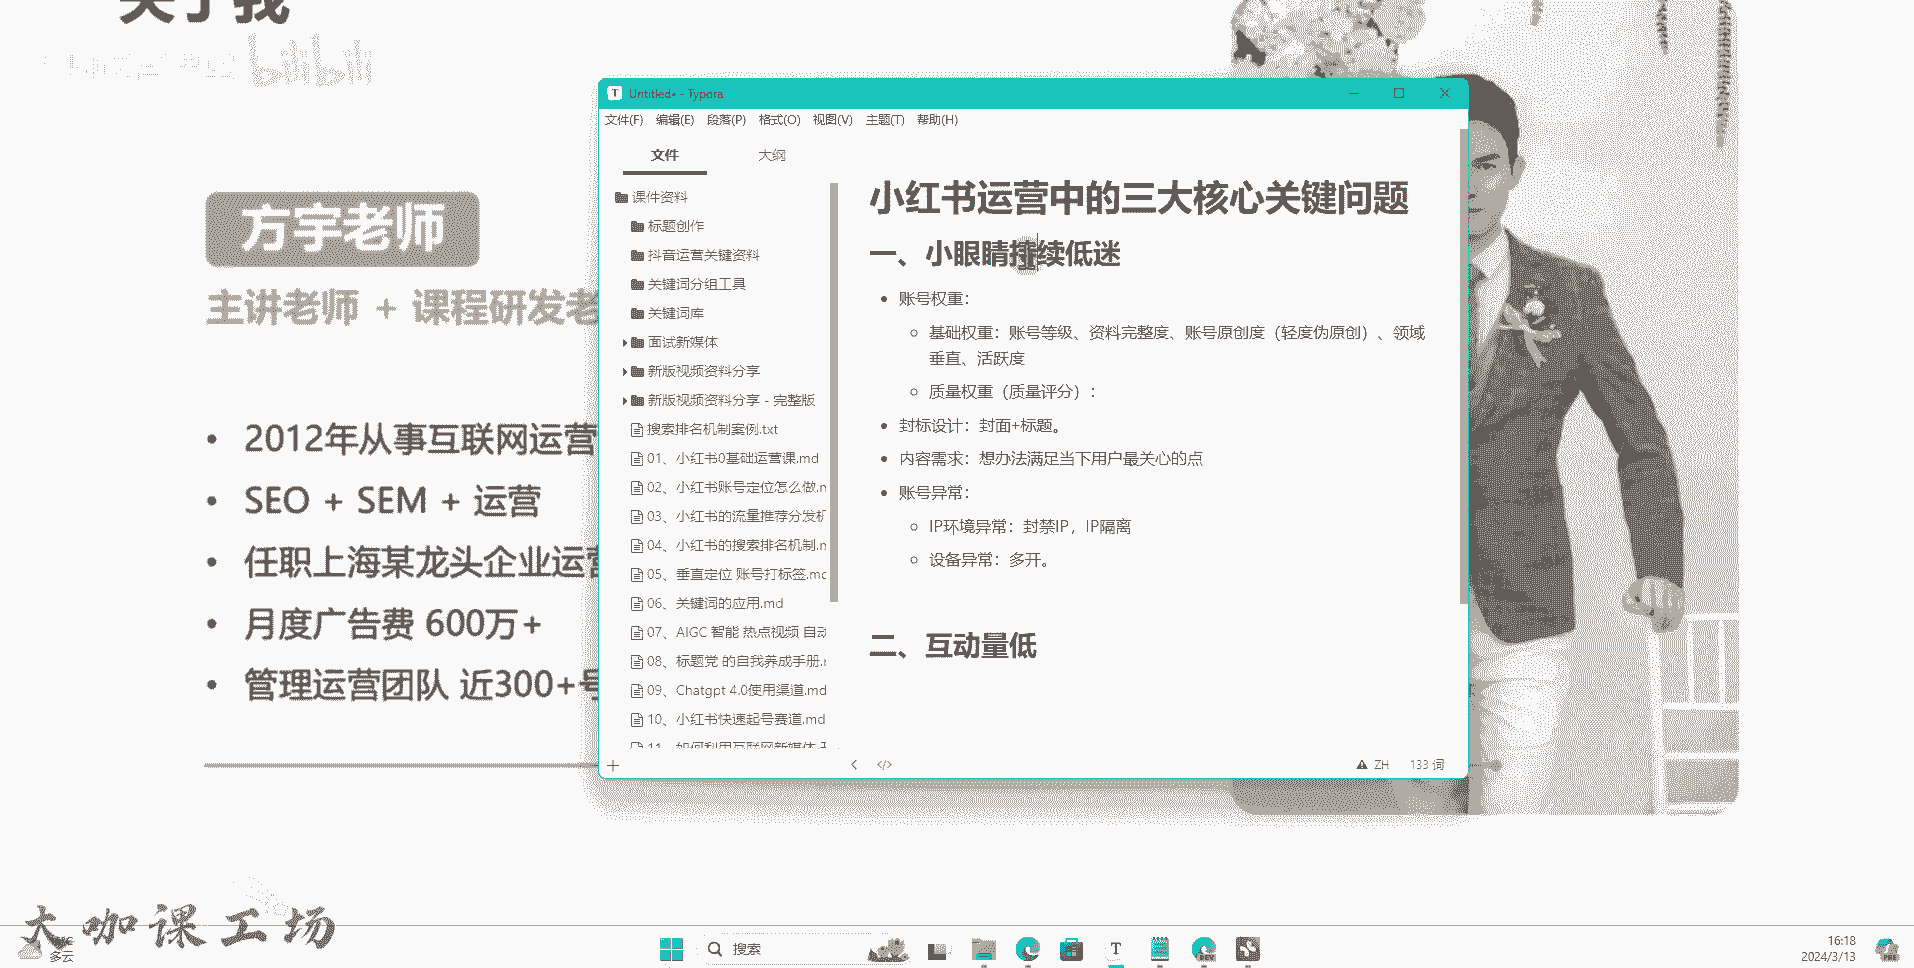 关于我
bilibili
方宇老师
主讲老师 + 课程研发老
2012年从事互联网运营
SEO + SEM + 运营
任职上海某龙头企业运营
月度广告费 600万+
管理运营团队 近300+号
Untitled• - Typora
文件(F) 编辑(E) 段落(P) 格式(O) 视图(V) 主题(T) 帮助(H)
文件 大纲
课件资料
标题创作
抖音运营关键资料
关键词分组工具
关键词库
面试新媒体
新版视频资料分享
新版视频资料分享 - 完整版
搜索排名机制案例.txt
01、小红书0基础运营课.md
02、小红书账号定位怎么做.m
03、小红书的流量推荐分发机
04、小红书的搜索排名机制.m
05、垂直定位 账号打标签.md
06、关键词的应用.md
07、AIGC 智能 热点视频 自动
08、标题党 的自我养成手册.m
09、Chatgpt 4.0使用渠道.md
10、小红书快速起号赛道.md
11、如何利用互联网新媒体
小红书运营中的三大核心关键问题
一、小眼睛持续低迷
账号权重：
基础权重：账号等级、资料完整度、账号原创度（轻度伪原创）、领域
垂直、活跃度
质量权重（质量评分）：
封标设计：封面+标题。
内容需求：想办法满足当下用户最关心的点
账号异常：
IP环境异常：封禁IP，IP隔离
设备异常：多开。
二、互动量低
ZH 133 词
大咖课工场
多云
搜索
16:18
2024/3/13